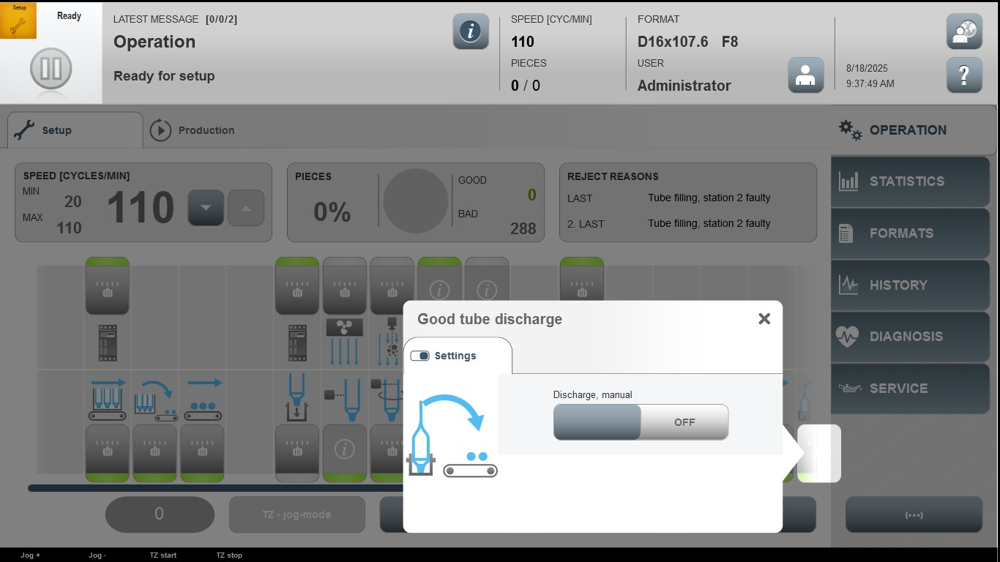 Setup
Ready
LATEST MESSAGE [0/0/2]
Operation
Ready for setup
i
SPEED [CYC/MIN]
110
PIECES
0 / 0
FORMAT
D16x107.6 F8
USER
Administrator
8/18/2025
9:37:49 AM
?
Setup
Production
SPEED [CYCLES/MIN]
MIN
20
MAX
110
110
PIECES
0%
GOOD
0
BAD
288
REJECT REASONS
LAST Tube filling, station 2 faulty
2. LAST Tube filling, station 2 faulty
OPERATION
STATISTICS
FORMATS
HISTORY
DIAGNOSIS
SERVICE
i
i
i
Good tube discharge
Settings
Discharge, manual
OFF
0
TZ - jog-mode
(···)
Jog +
Jog -
TZ start
TZ stop